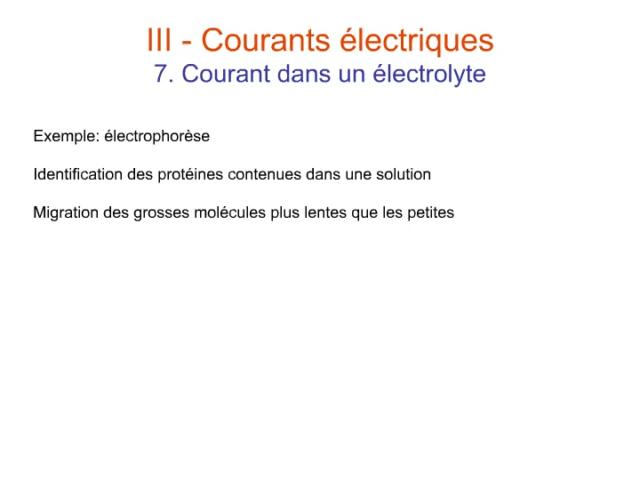 III - Courants électriques
7. Courant dans un électrolyte
Exemple: électrophorèse
Identification des protéines contenues dans une solution
Migration des grosses molécules plus lentes que les petites